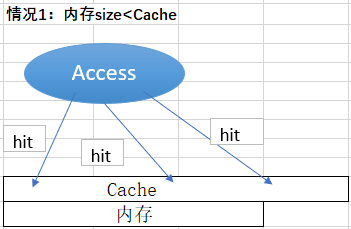 情况1：内存size<Cache
Access
hit
hit
hit
Cache
内存